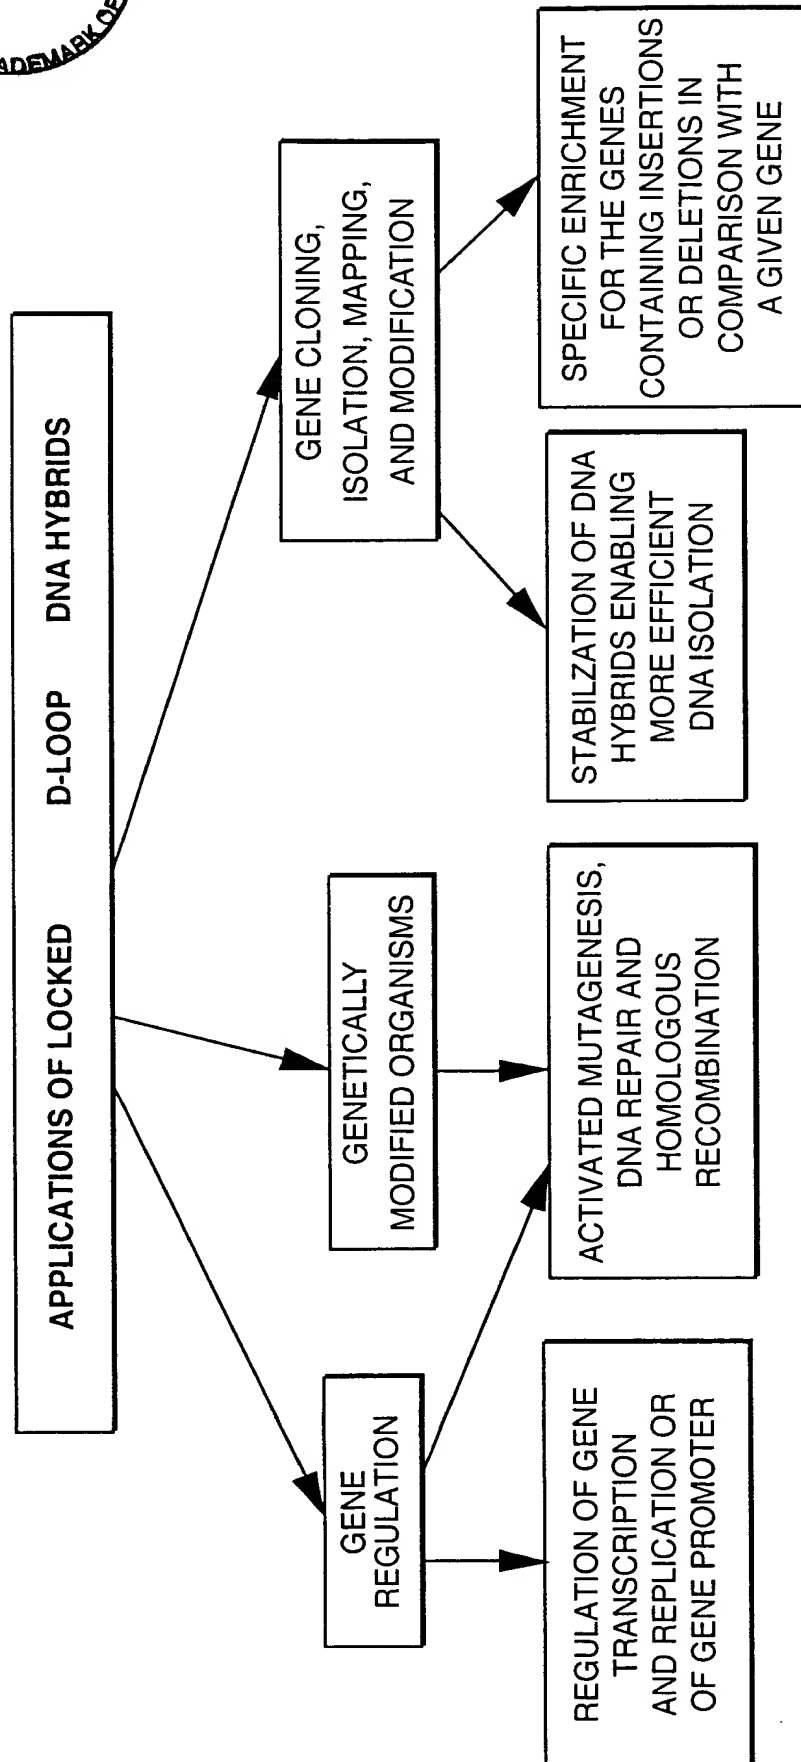 APPLICATIONS OF LOCKED D-LOOP DNA HYBRIDS
GENE
REGULATION
GENETICALLY
MODIFIED ORGANISMS
GENE CLONING,
ISOLATION, MAPPING,
AND MODIFICATION
REGULATION OF GENE
TRANSCRIPTION
AND REPLICATION OR
OF GENE PROMOTER
ACTIVATED MUTAGENESIS,
DNA REPAIR AND
HOMOLOGOUS
RECOMBINATION
STABILZATION OF DNA
HYBRIDS ENABLING
MORE EFFICIENT
DNA ISOLATION
SPECIFIC ENRICHMENT
FOR THE GENES
CONTAINING INSERTIONS
OR DELETIONS IN
COMPARISON WITH
A GIVEN GENE